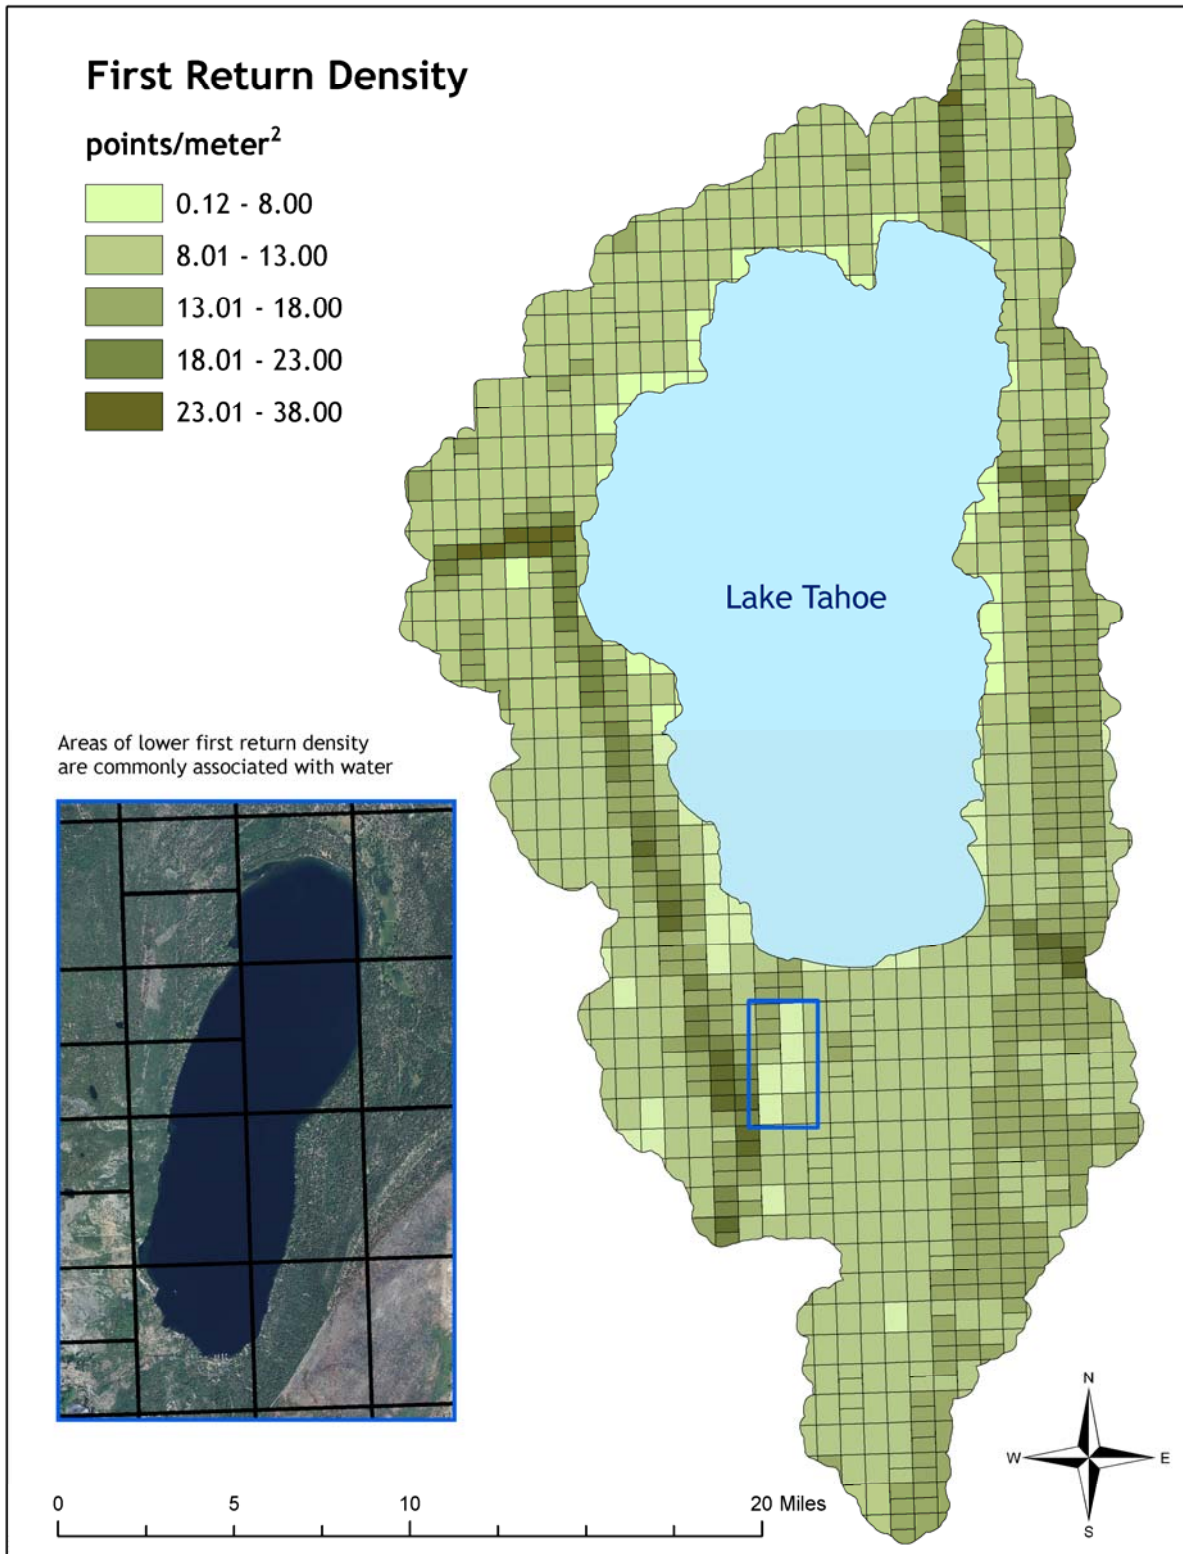 First Return Density
points/meter²
0.12 - 8.00
8.01 - 13.00
13.01 - 18.00
18.01 - 23.00
23.01 - 38.00
Lake Tahoe
Areas of lower first return density
are commonly associated with water
N
W E
S
0 5 10 20 Miles